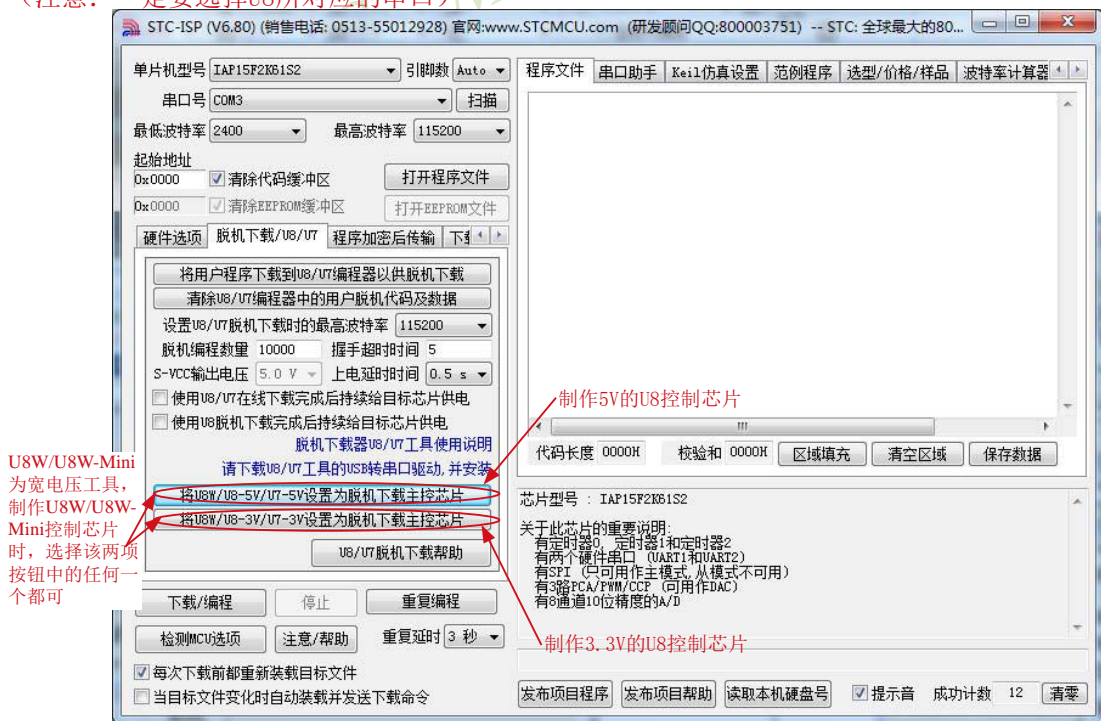 （注意：一定要选择U8所对应的串口）
STC-ISP (V6.80) (销售电话: 0513-55012928) 官网:www.STCMCU.com (研发顾问QQ:800003751) -- STC: 全球最大的80...
单片机型号 IAP15F2K61S2 引脚数 Auto
串口号 COM3 扫描
最低波特率 2400 最高波特率 115200
起始地址
0x0000 清除代码缓冲区 打开程序文件
0x0000 清除EEPROM缓冲区 打开EEPROM文件
硬件选项 脱机下载/U8/U7 程序加密后传输
将用户程序下载到U8/U7编程器以供脱机下载
清除U8/U7编程器中的用户脱机代码及数据
设置U8/U7脱机下载时的最高波特率 115200
脱机编程数量 10000 握手超时时间 5
S-VCC输出电压 5.0 V 上电延时时间 0.5 s
使用U8/U7在线下载完成后持续给目标芯片供电
使用U8脱机下载完成后持续给目标芯片供电
脱机下载器U8/U7工具使用说明
请下载U8/U7工具的USB转串口驱动, 并安装
将U8W/U8-5V/U7-5V设置为脱机下载主控芯片
将U8W/U8-3V/U7-3V设置为脱机下载主控芯片
U8/U7脱机下载帮助
下载/编程 停止 重复编程
检测MCU选项 注意/帮助 重复延时 3 秒
每次下载前都重新装载目标文件
当目标文件变化时自动装载并发送下载命令
U8W/U8W-Mini
为宽电压工具，
制作U8W/U8W-
Mini控制芯片
时，选择该两项
按钮中的任何一
个都可
程序文件 串口助手 Keil仿真设置 范例程序 选型/价格/样品 波特率计算器
制作5V的U8控制芯片
代码长度 0000H 校验和 0000H 区域填充 清空区域 保存数据
芯片型号 : IAP15F2K61S2
关于此芯片的重要说明:
有定时器0, 定时器1和定时器2
有两个硬件串口 (UART1和UART2)
有SPI (只可用作主模式,从模式不可用)
有3路PCA/PWM/CCP (可用作DAC)
有8通道10位精度的A/D
制作3.3V的U8控制芯片
发布项目程序 发布项目帮助 读取本机硬盘号 提示音 成功计数 12 清零